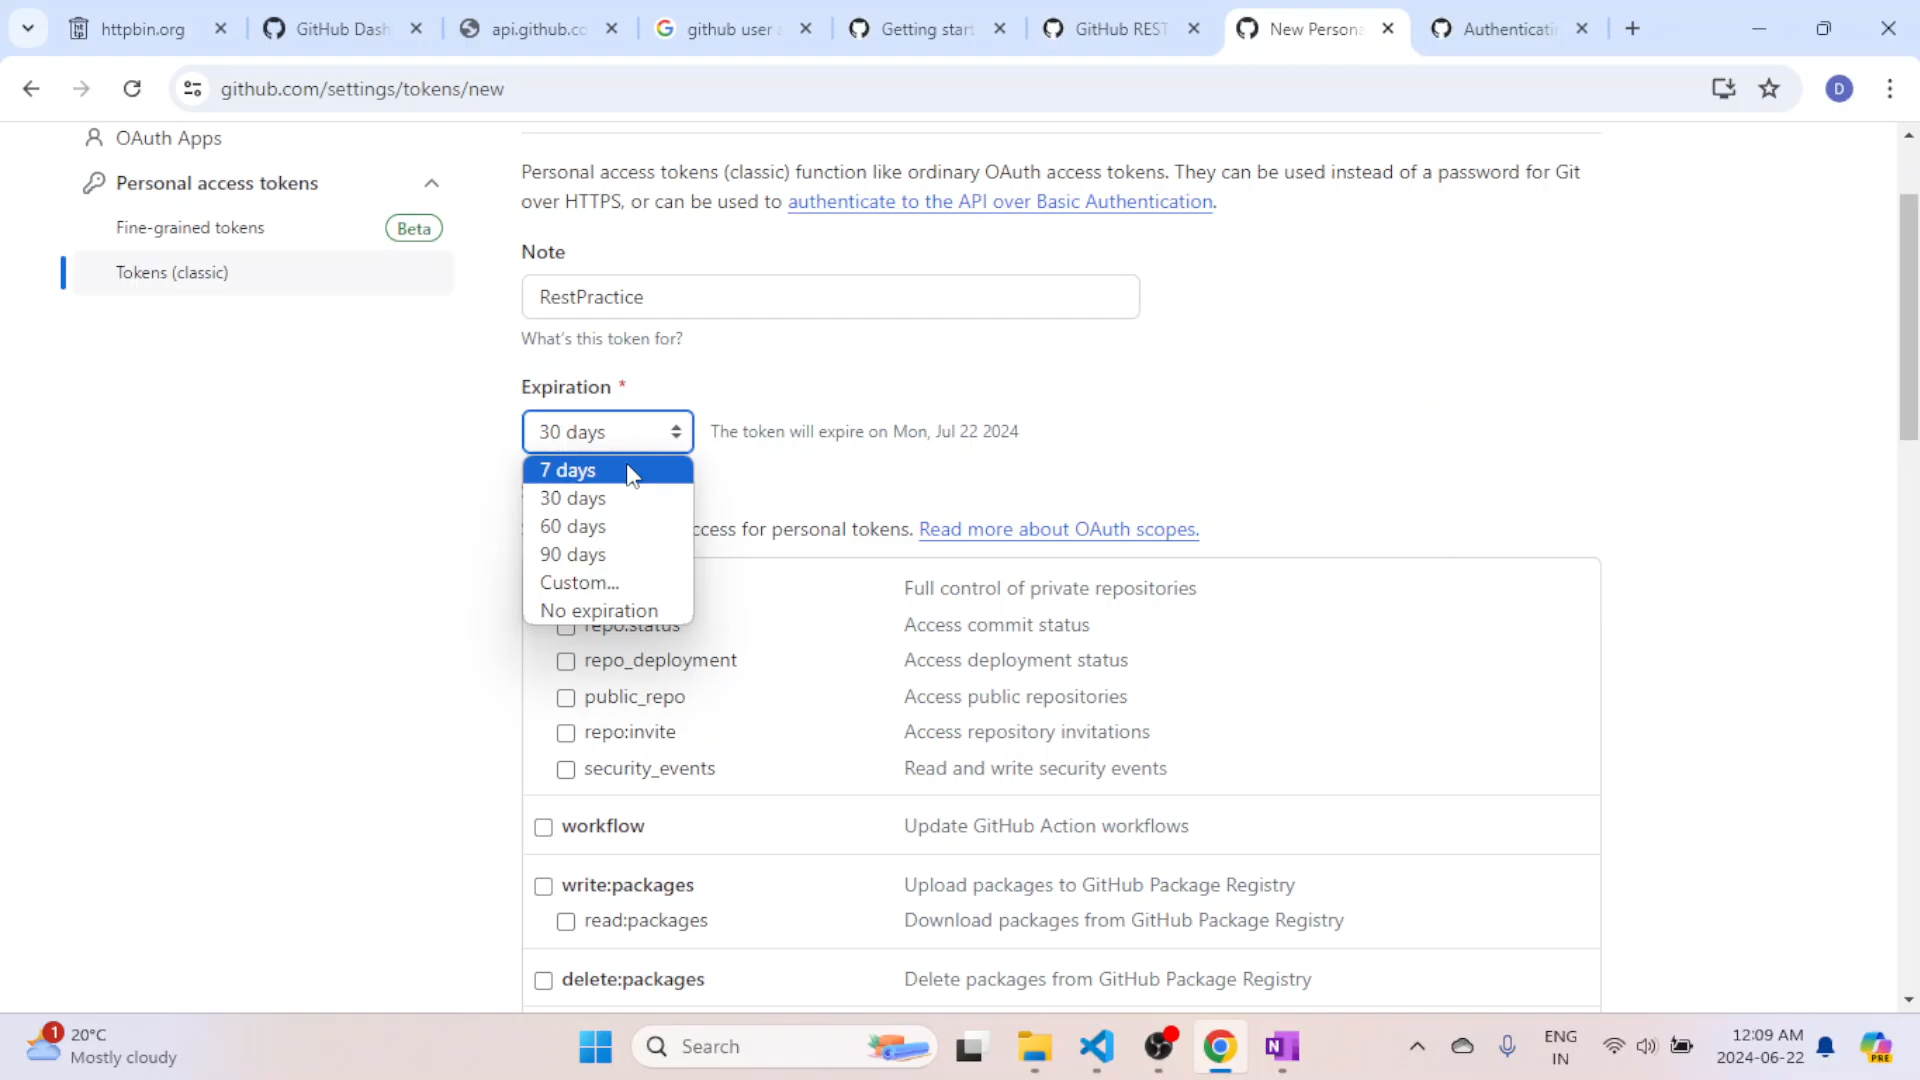 httpbin.org
GitHub Dash
api.github.co
github user a
Getting start
GitHub REST
New Persona
Authenticatin
github.com/settings/tokens/new
D
OAuth Apps
Personal access tokens
Fine-grained tokens
Beta
Tokens (classic)
Personal access tokens (classic) function like ordinary OAuth access tokens. They can be used instead of a password for Git
over HTTPS, or can be used to authenticate to the API over Basic Authentication.
Note
RestPractice
What's this token for?
Expiration *
30 days
The token will expire on Mon, Jul 22 2024
7 days
30 days
60 days
90 days
Custom...
No expiration
ccess for personal tokens. Read more about OAuth scopes.
Full control of private repositories
repo:status Access commit status
repo_deployment Access deployment status
public_repo Access public repositories
repo:invite Access repository invitations
security_events Read and write security events
workflow Update GitHub Action workflows
write:packages Upload packages to GitHub Package Registry
read:packages Download packages from GitHub Package Registry
delete:packages Delete packages from GitHub Package Registry
1
20°C
Mostly cloudy
Search
N
ENG
IN
12:09 AM
2024-06-22
PRE